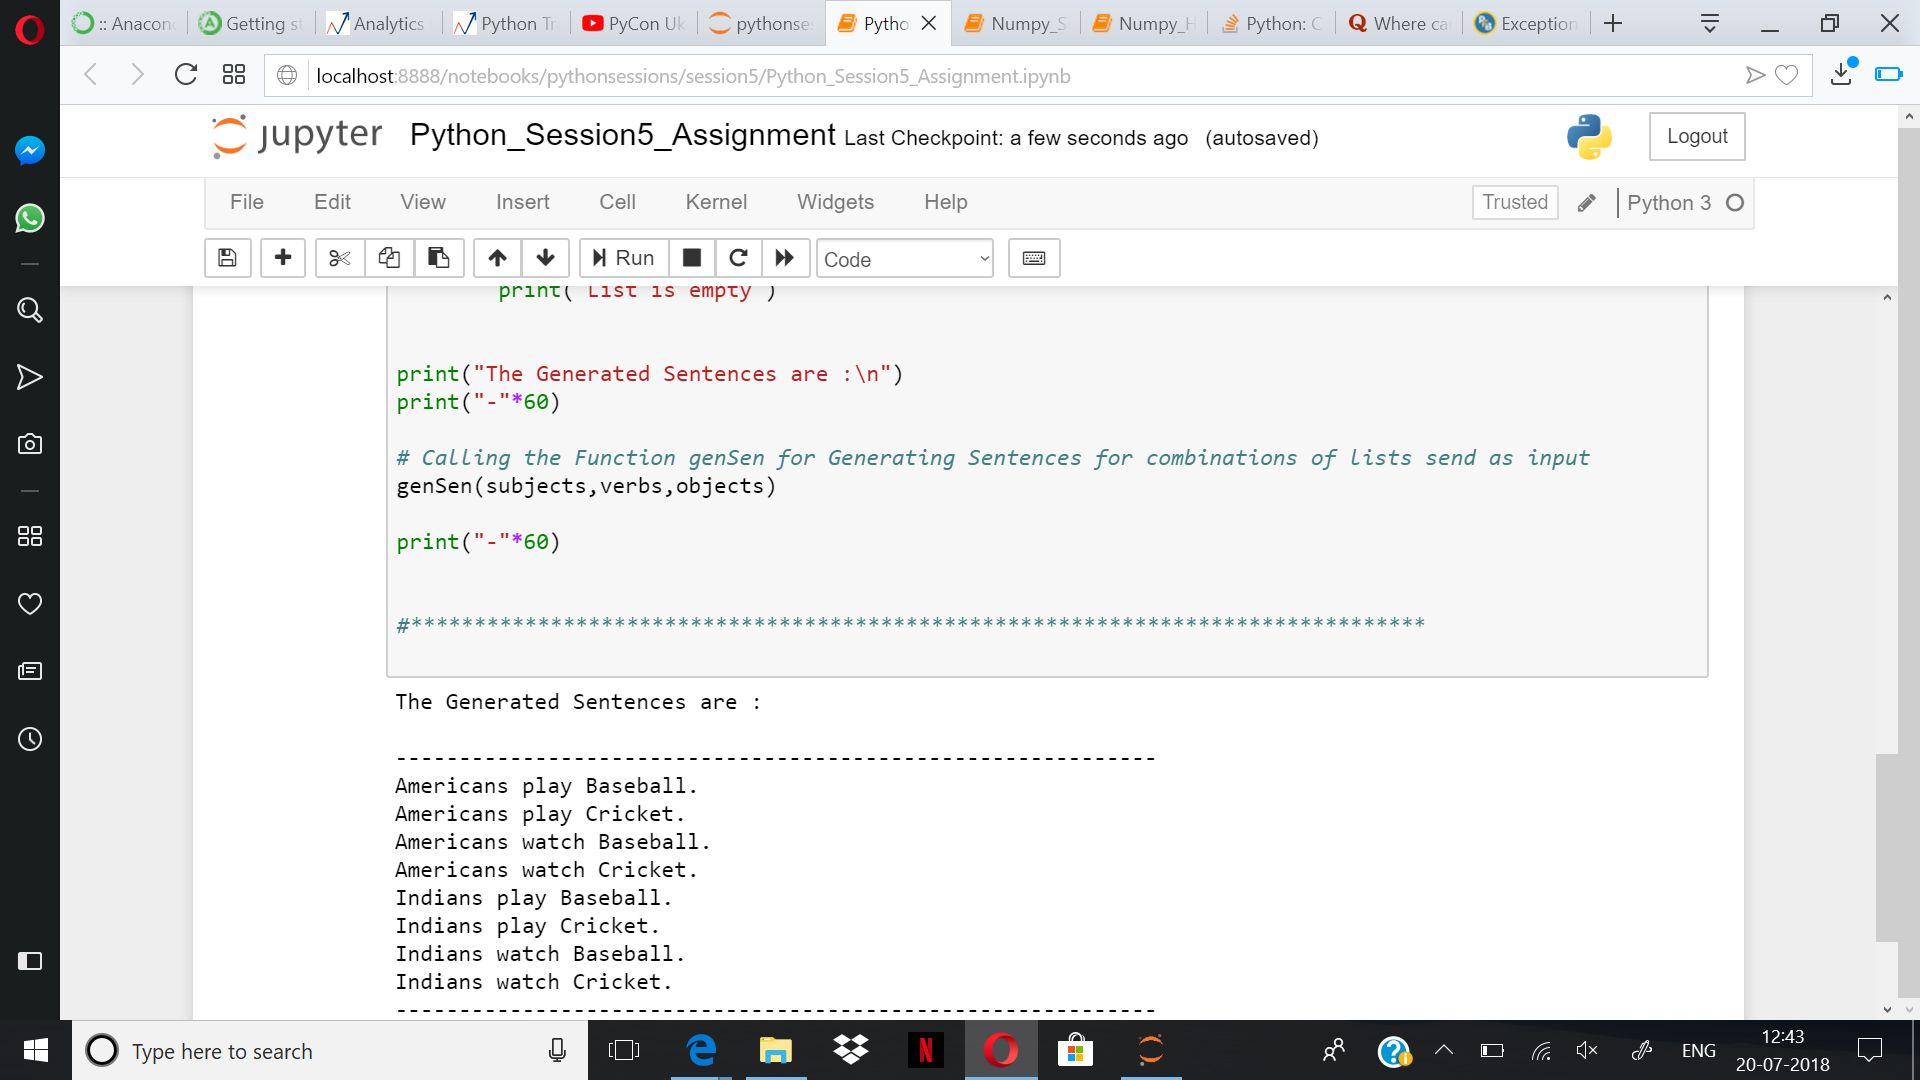 :: Anacon
Getting st
Analytics
Python Tr
PyCon Uk
pythonses
Pytho
Numpy_S
Numpy_H
Python: C
Where ca
Exception
localhost:8888/notebooks/pythonsessions/session5/Python_Session5_Assignment.ipynb
jupyter Python_Session5_Assignment Last Checkpoint: a few seconds ago (autosaved)
Logout
File Edit View Insert Cell Kernel Widgets Help
Trusted
Python 3
Run
Code
print( List is empty )
print("The Generated Sentences are :\n")
print("-"*60)
# Calling the Function genSen for Generating Sentences for combinations of lists send as input
genSen(subjects,verbs,objects)
print("-"*60)
#********************************************************************************
The Generated Sentences are :
------------------------------------------------------------
Americans play Baseball.
Americans play Cricket.
Americans watch Baseball.
Americans watch Cricket.
Indians play Baseball.
Indians play Cricket.
Indians watch Baseball.
Indians watch Cricket.
------------------------------------------------------------
Type here to search
ENG
12:43
20-07-2018